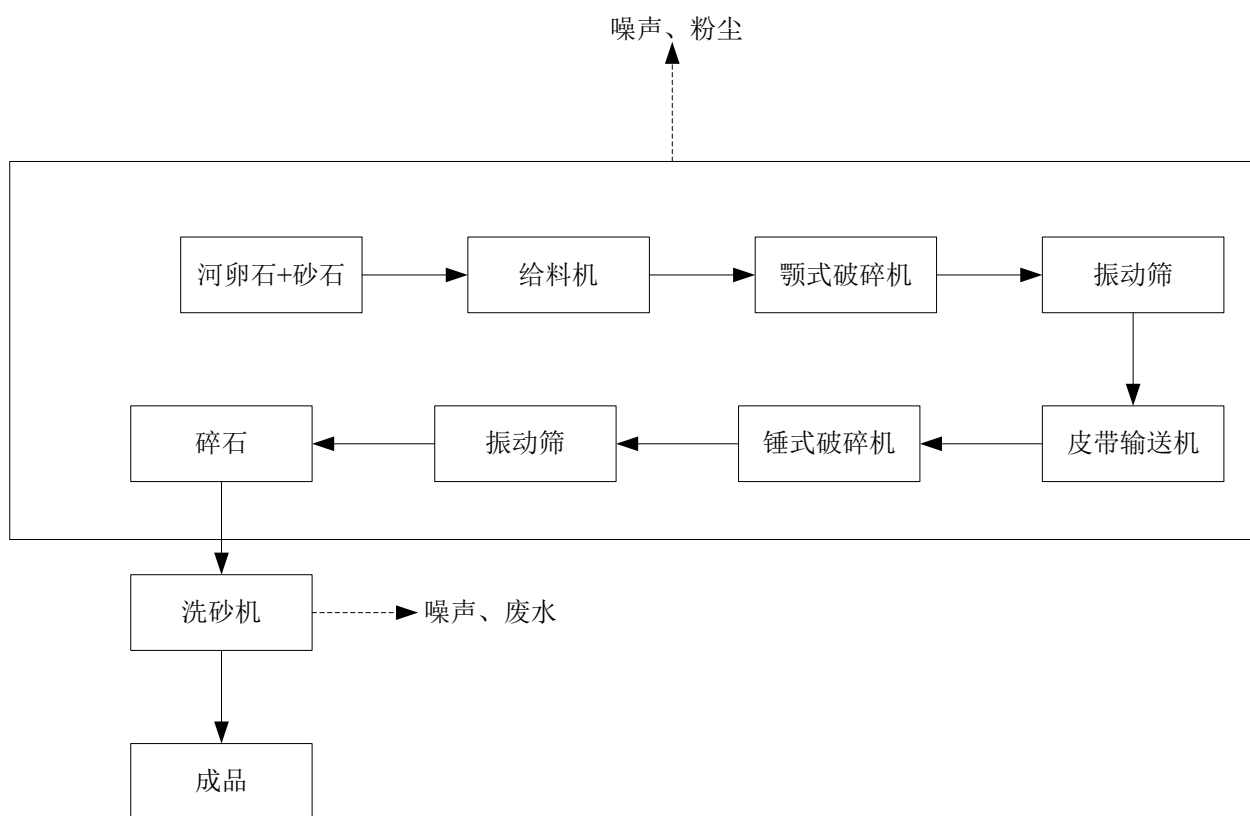 噪声、粉尘
河卵石+砂石
给料机
颚式破碎机
振动筛
碎石
振动筛
锤式破碎机
皮带输送机
洗砂机
噪声、废水
成品